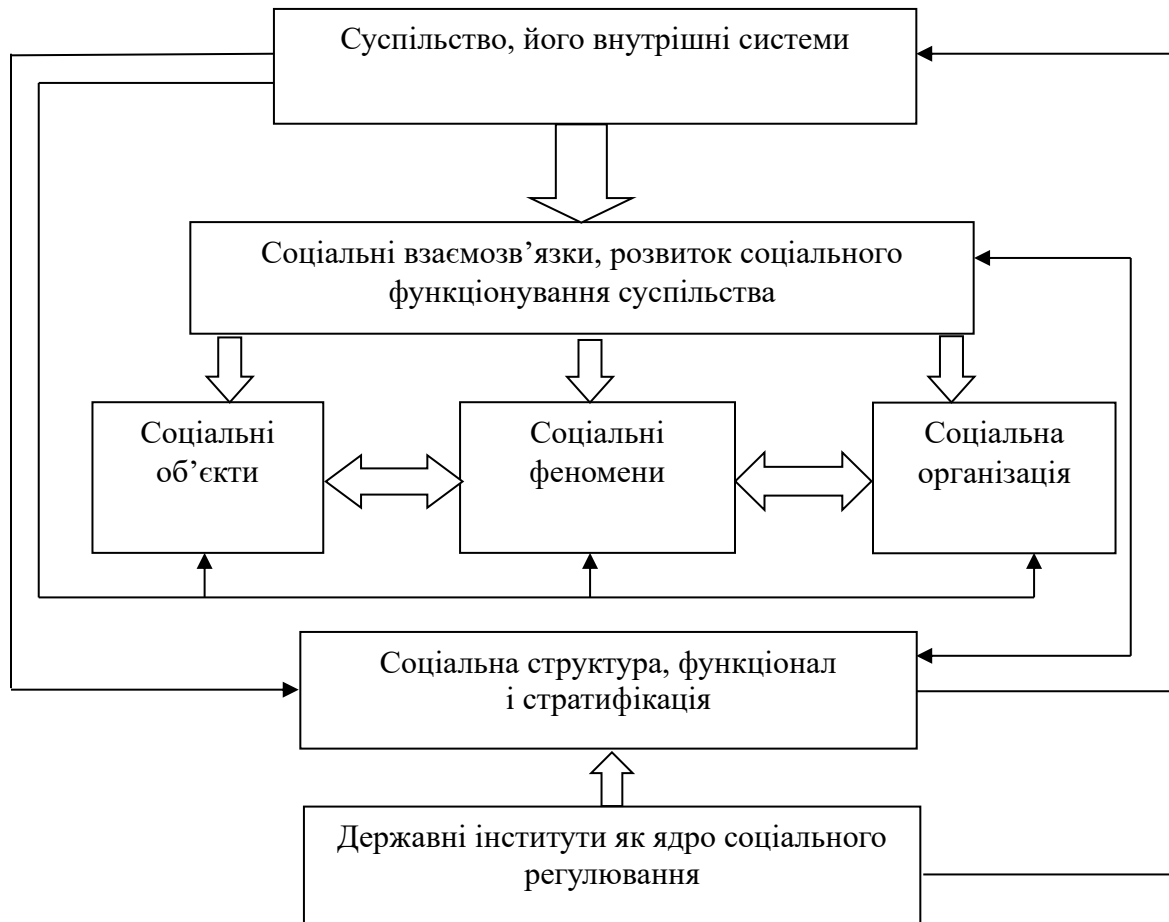 Суспільство, його внутрішні системи
Соціальні взаємозв’язки, розвиток соціального
функціонування суспільства
Соціальні
об’єкти
Соціальні
феномени
Соціальна
організація
Соціальна структура, функціонал
і стратифікація
Державні інститути як ядро соціального
регулювання